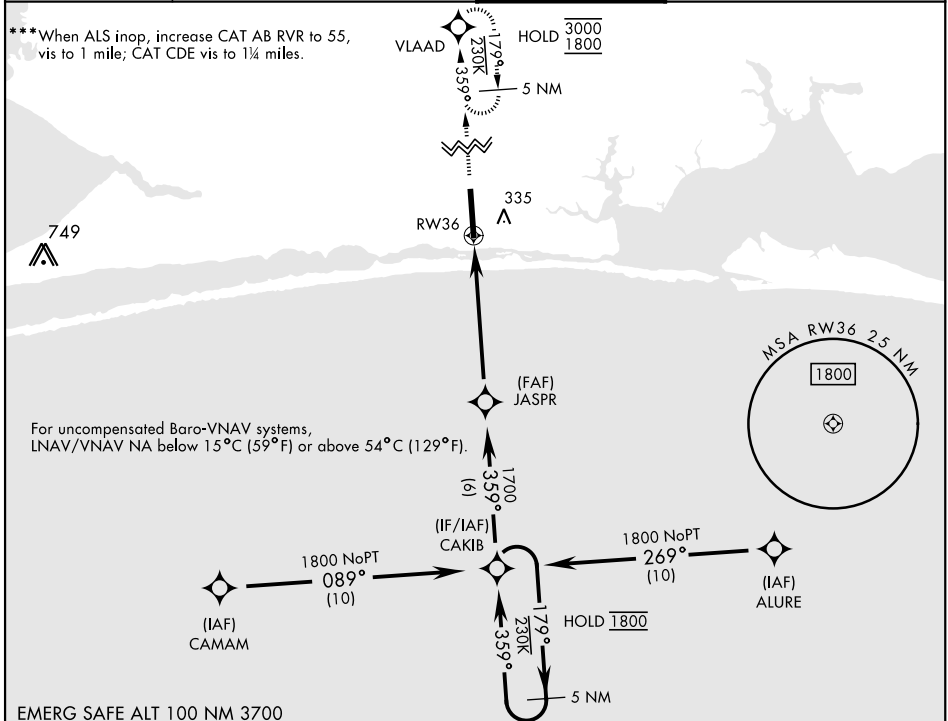 ***When ALS inop, increase CAT AB RVR to 55,
vis to 1 mile; CAT CDE vis to 1¼ miles.
VLAAD
HOLD 3000
1800
179°
230K
359°
5 NM
335
RW36
749
MSA RW36 25 NM
1800
(FAF)
JASPR
For uncompensated Baro-VNAV systems,
LNAV/VNAV NA below 15°C (59°F) or above 54°C (129°F).
1700
359°
(6)
(IF/IAF)
CAKIB
1800 NoPT
089°
(10)
1800 NoPT
269°
(10)
(IAF)
CAMAM
(IAF)
ALURE
HOLD 1800
179°
230K
359°
5 NM
EMERG SAFE ALT 100 NM 3700